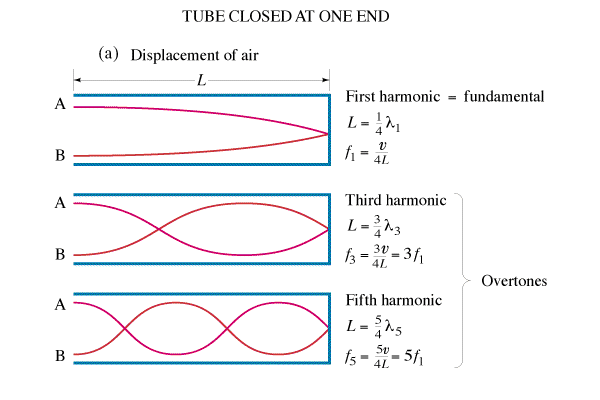 TUBE CLOSED AT ONE END
(a) Displacement of air
L
A
B
First harmonic = fundamental
L = 1/4 λ₁
f₁ = v/4L
A
B
Third harmonic
L = 3/4 λ₃
f₃ = 3v/4L = 3f₁
A
B
Fifth harmonic
L = 5/4 λ₅
f₅ = 5v/4L = 5f₁
Overtones